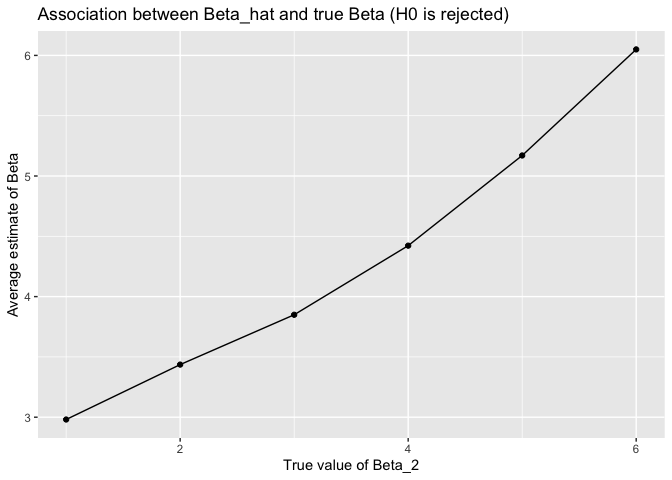 Association between Beta_hat and true Beta (H0 is rejected)
Average estimate of Beta
6
5
4
3
2
4
6
True value of Beta_2